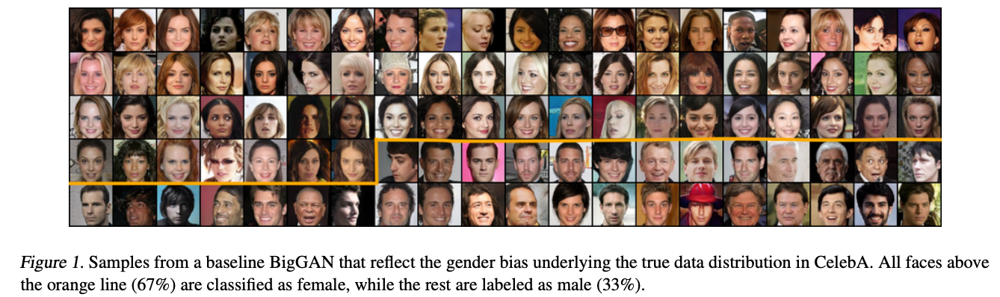 Figure 1. Samples from a baseline BigGAN that reflect the gender bias underlying the true data distribution in CelebA. All faces above
the orange line (67%) are classified as female, while the rest are labeled as male (33%).